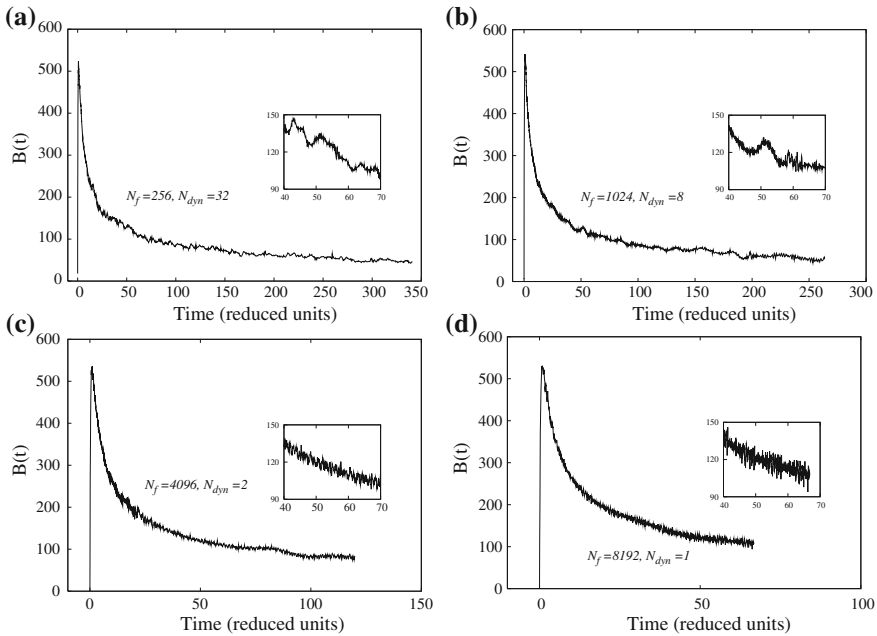 (a)
600
500
400
300
200
100
0
B(t)
0 50 100 150 200 250 300 350
Time (reduced units)
N_f =256, N_dyn =32
150
120
90
40 50 60 70
(b)
600
500
400
300
200
100
0
B(t)
0 50 100 150 200 250 300
Time (reduced units)
N_f =1024, N_dyn =8
150
120
90
40 50 60 70
(c)
600
500
400
300
200
100
0
B(t)
0 50 100 150
Time (reduced units)
N_f =4096, N_dyn =2
150
120
90
40 50 60 70
(d)
600
500
400
300
200
100
0
B(t)
0 50 100
Time (reduced units)
N_f =8192, N_dyn =1
150
120
90
40 50 60 70